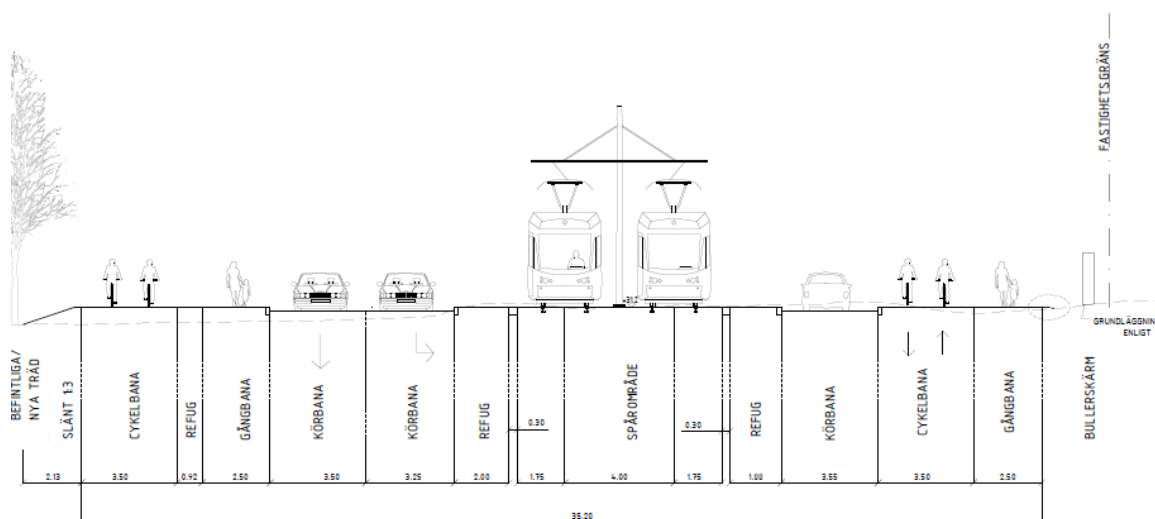 FASTIGHETSGRÄNS
GRUNDLÄGGNIN
ENLIGT
BEFINTLIGA/
NYA TRÄD
SLÄNT 1:3
CYKELBANA
REFUG
GÅNGBANA
KÖRBANA
KÖRBANA
REFUG
0.30
SPÅROMRÅDE
0.30
REFUG
KÖRBANA
CYKELBANA
GÅNGBANA
BULLERSKÄRM
2.13
3.50
0.92
2.50
3.50
3.25
2.00
1.75
4.00
1.75
1.88
3.55
3.50
2.50
35.20